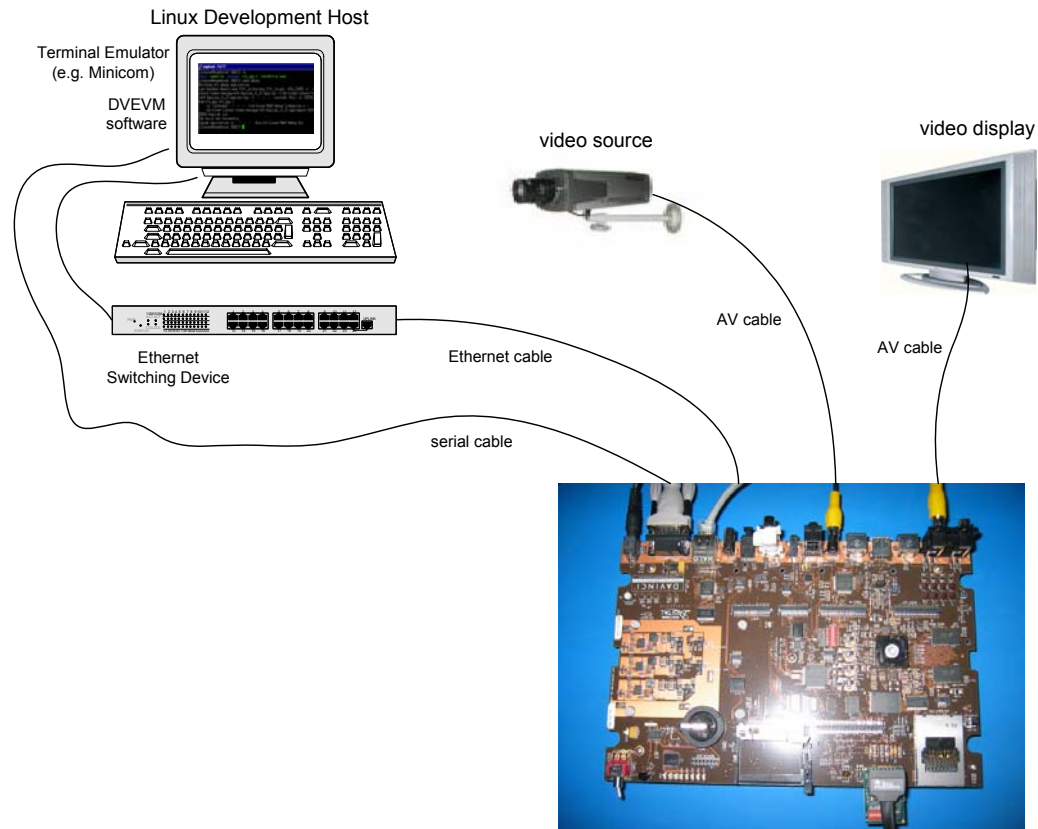 Linux Development Host
Terminal Emulator
(e.g. Minicom)
DVEVM
software
video source
video display
Ethernet
Switching Device
Ethernet cable
AV cable
AV cable
serial cable
DAVINCI